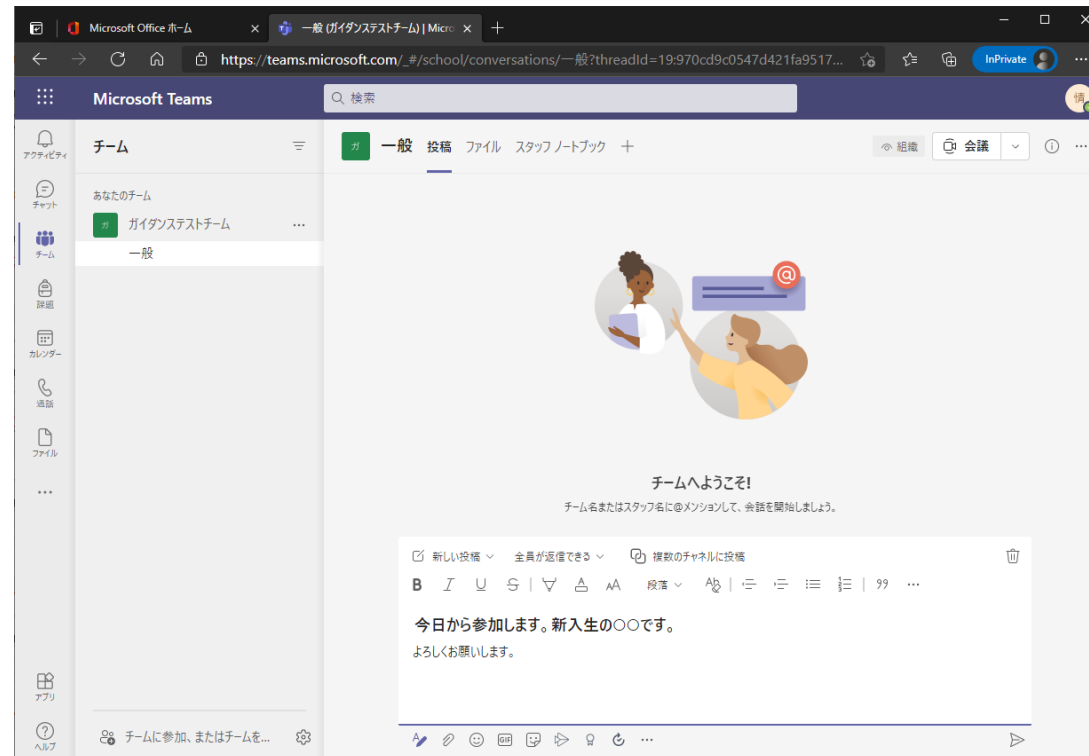 Microsoft Office ホーム
一般 (ガイダンステストチーム) | Micro
https://teams.microsoft.com/_#/school/conversations/一般?threadId=19:970cd9c0547d421fa9517...
InPrivate
Microsoft Teams
検索
情
アクティビティ
チャット
チーム
課題
カレンダー
通話
ファイル
アプリ
ヘルプ
チーム
あなたのチーム
ガ ガイダンステストチーム
一般
チームに参加、またはチームを...
ガ 一般 投稿 ファイル スタッフ ノートブック
組織 会議
チームへようこそ!
チーム名またはスタッフ名に@メンションして、会話を開始しましょう。
新しい投稿 全員が返信できる 複数のチャネルに投稿
B I U S A AA 段落 Ab 99
今日から参加します。新入生の○○です。
よろしくお願いします。
GIF